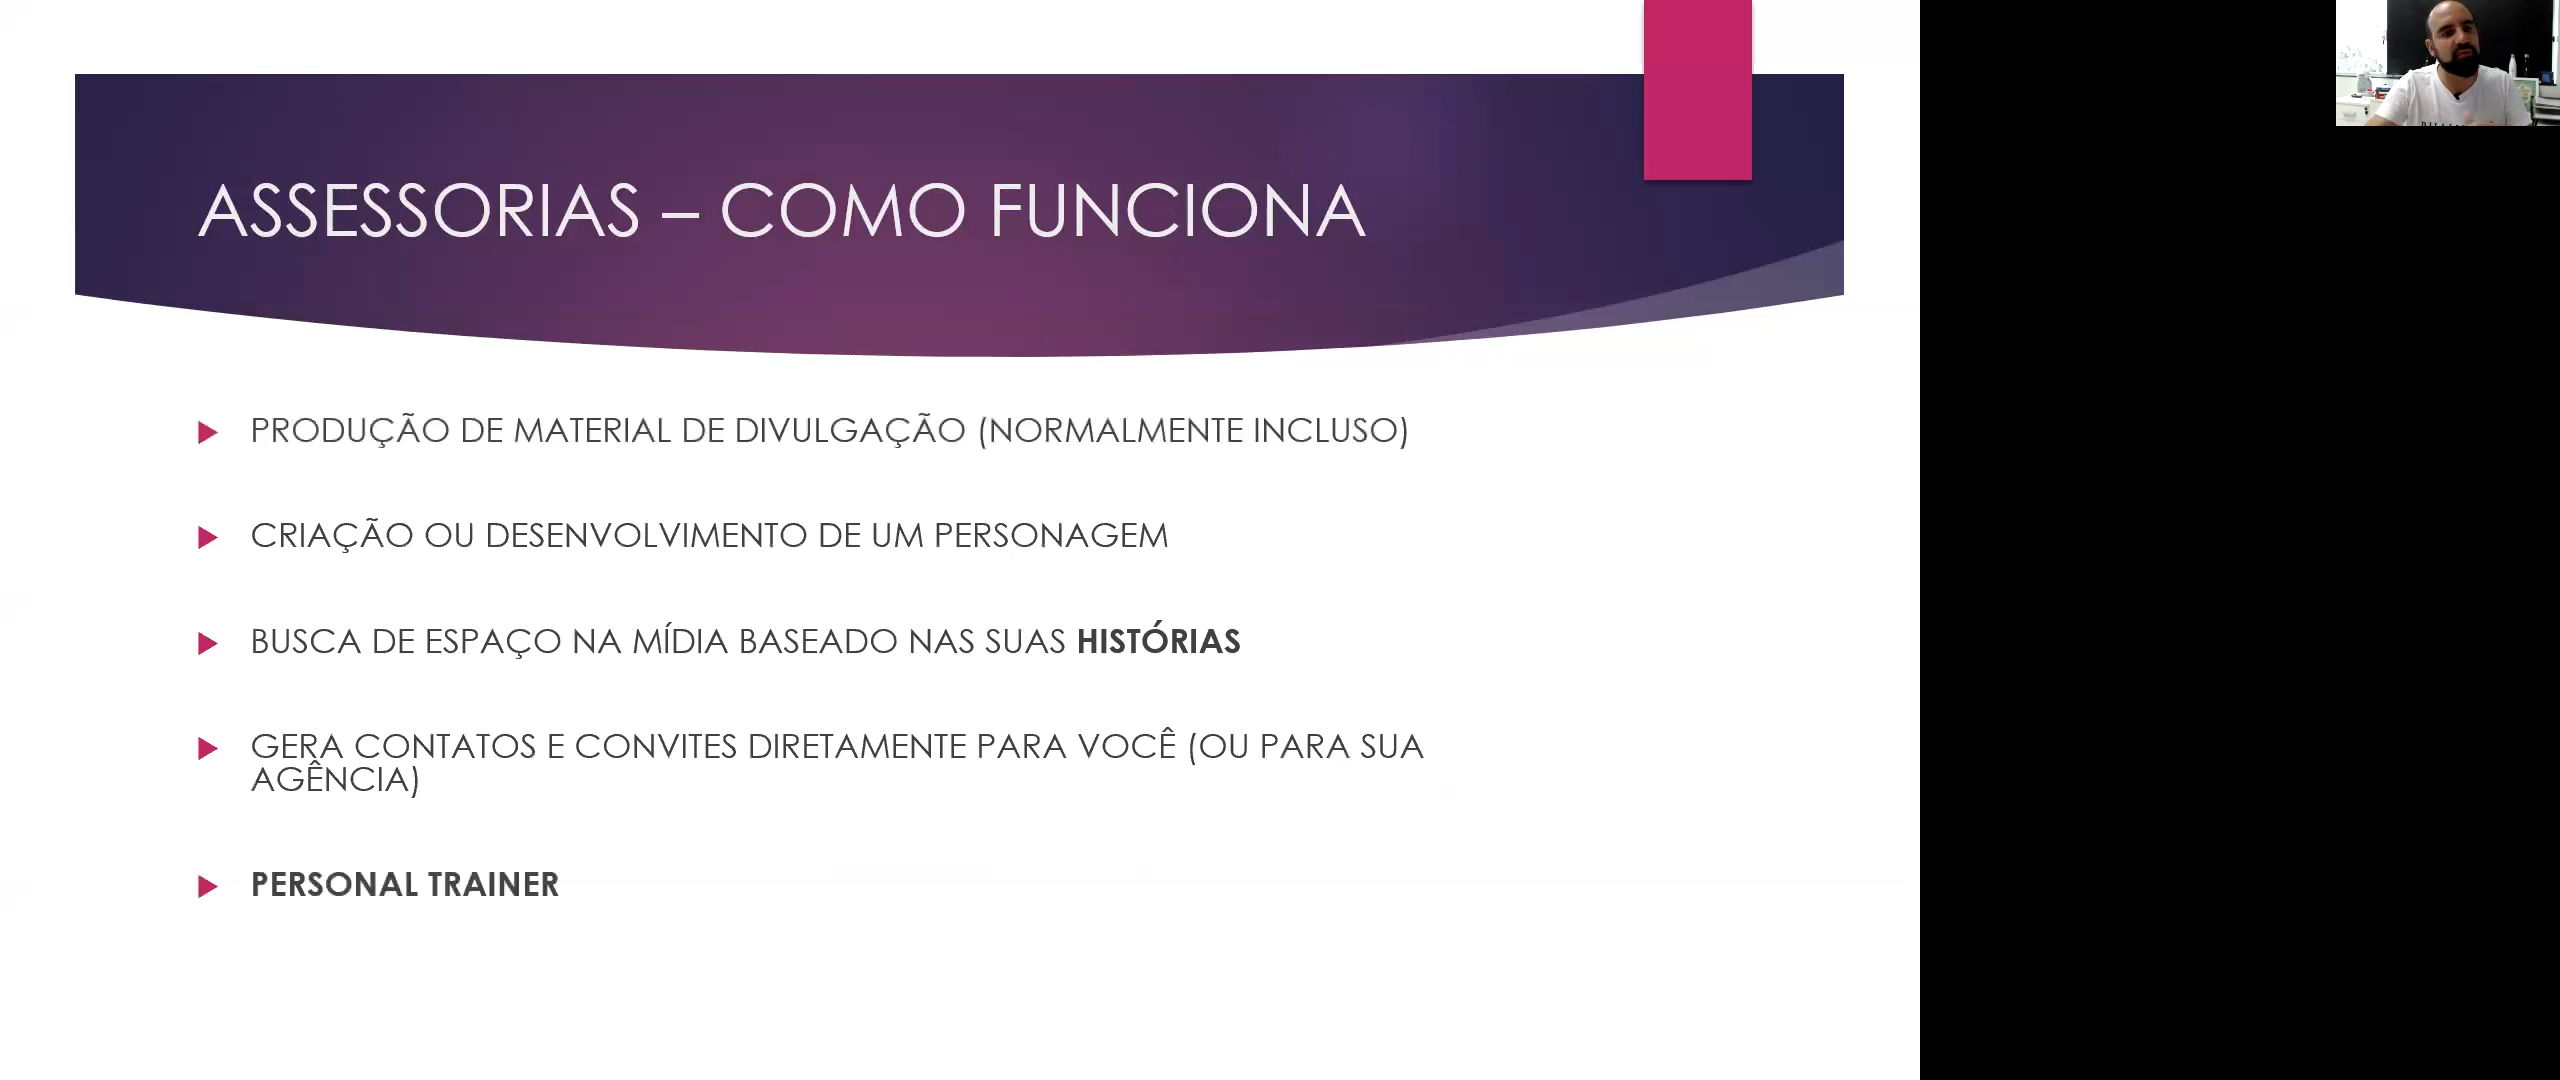 ASSESSORIAS – COMO FUNCIONA
PRODUÇÃO DE MATERIAL DE DIVULGAÇÃO (NORMALMENTE INCLUSO)
CRIAÇÃO OU DESENVOLVIMENTO DE UM PERSONAGEM
BUSCA DE ESPAÇO NA MÍDIA BASEADO NAS SUAS HISTÓRIAS
GERA CONTATOS E CONVITES DIRETAMENTE PARA VOCÊ (OU PARA SUA
AGÊNCIA)
PERSONAL TRAINER